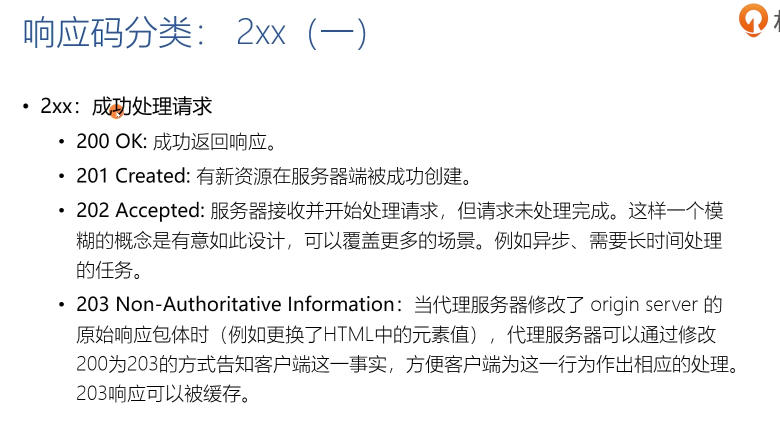 响应码分类： 2xx（一）
• 2xx：成功处理请求
• 200 OK: 成功返回响应。
• 201 Created: 有新资源在服务器端被成功创建。
• 202 Accepted: 服务器接收并开始处理请求，但请求未处理完成。这样一个模
糊的概念是有意如此设计，可以覆盖更多的场景。例如异步、需要长时间处理
的任务。
• 203 Non-Authoritative Information：当代理服务器修改了 origin server 的
原始响应包体时（例如更换了HTML中的元素值），代理服务器可以通过修改
200为203的方式告知客户端这一事实，方便客户端为这一行为作出相应的处理。
203响应可以被缓存。